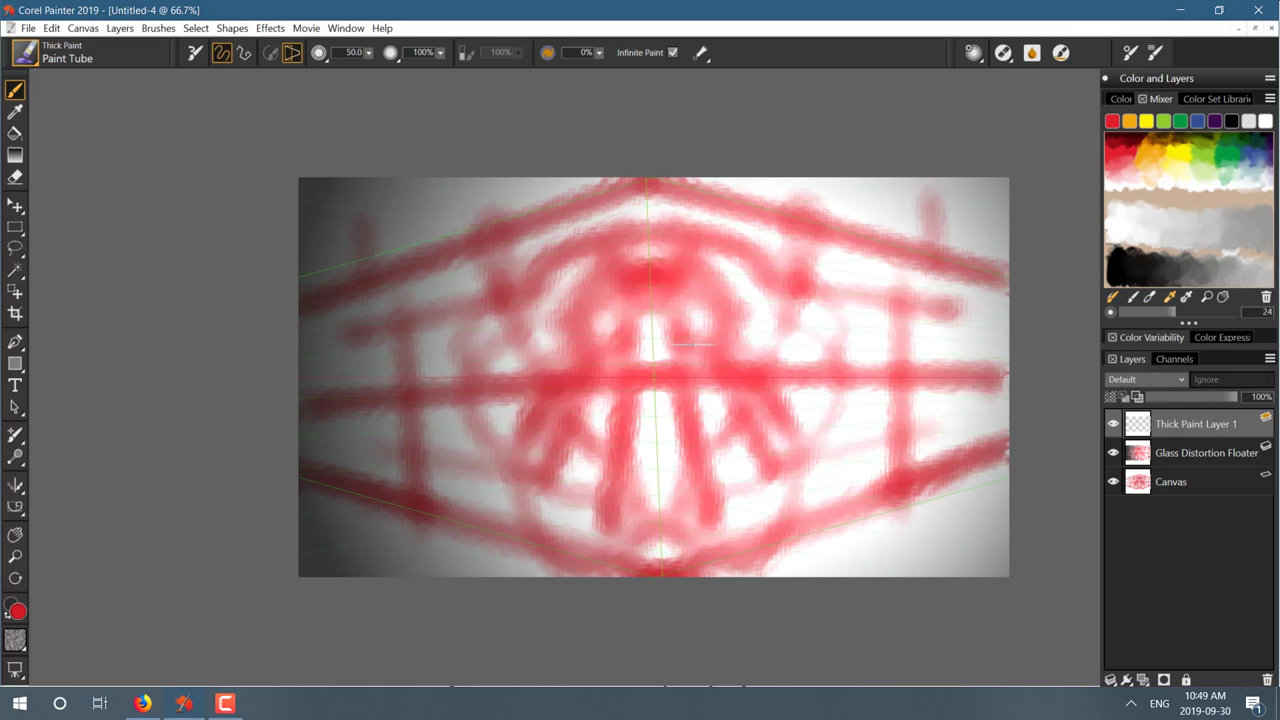 Corel Painter 2019 - [Untitled-4 @ 66.7%]
File Edit Canvas Layers Brushes Select Shapes Effects Movie Window Help
Thick Paint
Paint Tube
50.0 100% 100% 0% Infinite Paint
Color and Layers
Color Mixer Color Set Librari
24
Color Variability Color Express
Layers Channels
Default Ignore
100%
Thick Paint Layer 1
Glass Distortion Floater
Canvas
T
ENG
10:49 AM
2019-09-30
1